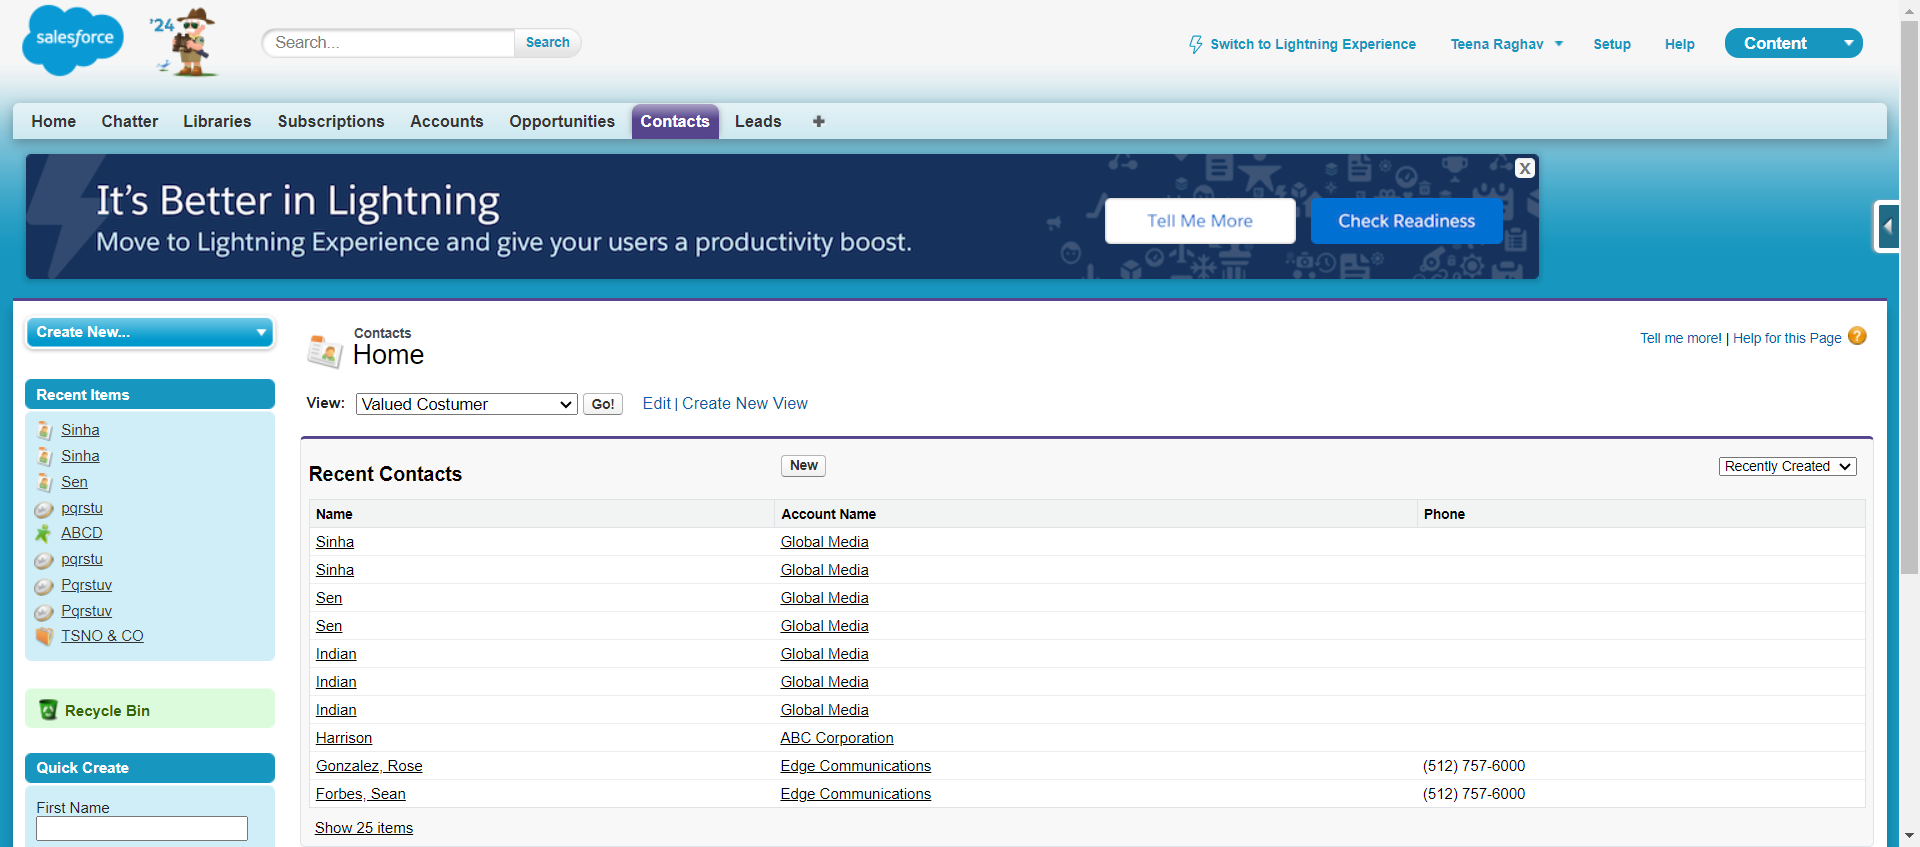 salesforce
'24
Search...
Search
Switch to Lightning Experience
Teena Raghav
Setup
Help
Content
Home
Chatter
Libraries
Subscriptions
Accounts
Opportunities
Contacts
Leads
+
It's Better in Lightning
Move to Lightning Experience and give your users a productivity boost.
Tell Me More
Check Readiness
X
Create New...
Recent Items
Sinha
Sinha
Sen
pqrstu
ABCD
pqrstu
Pqrstuv
Pqrstuv
TSNO & CO
Recycle Bin
Quick Create
First Name
Contacts
Home
Tell me more! | Help for this Page ?
View: Valued Costumer Go! Edit | Create New View
Recent Contacts New Recently Created
Name Account Name Phone
Sinha Global Media
Sinha Global Media
Sen Global Media
Sen Global Media
Indian Global Media
Indian Global Media
Indian Global Media
Harrison ABC Corporation
Gonzalez, Rose Edge Communications (512) 757-6000
Forbes, Sean Edge Communications (512) 757-6000
Show 25 items